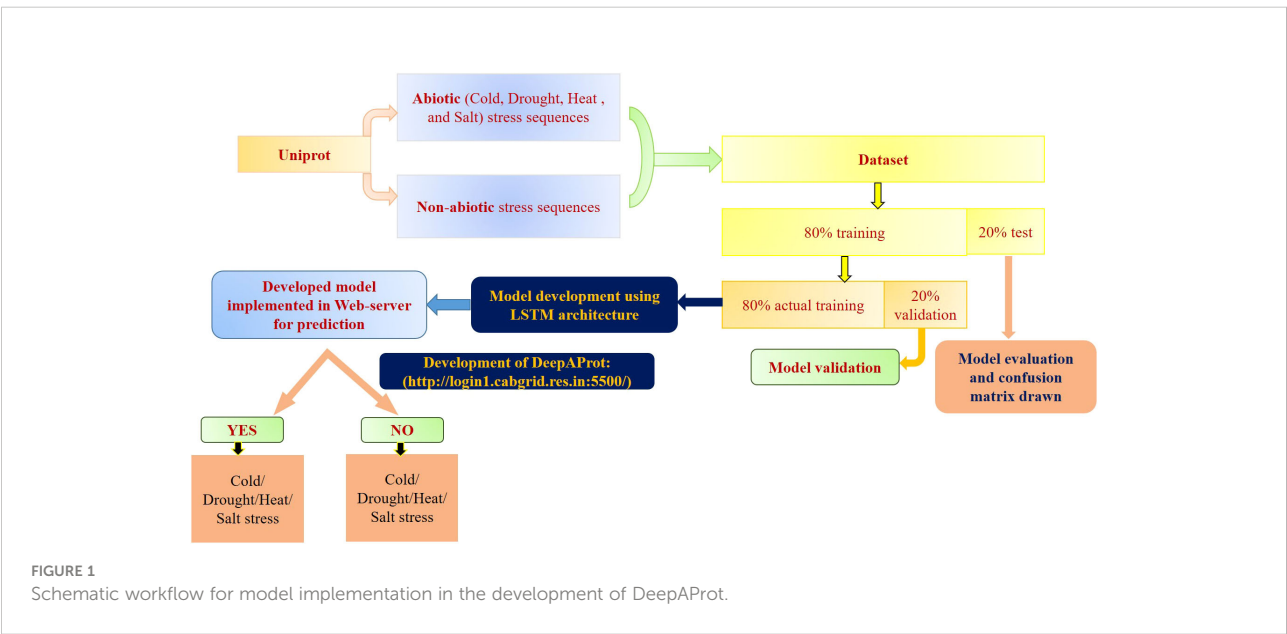 Abiotic (Cold, Drought, Heat ,
and Salt) stress sequences
Uniprot
Non-abiotic stress sequences
Dataset
80% training
20% test
80% actual training
20%
validation
Model development using
LSTM architecture
Developed model
implemented in Web-server
for prediction
Model validation
Model evaluation
and confusion
matrix drawn
Development of DeepAProt:
(http://login1.cabgrid.res.in:5500/)
YES
NO
Cold/
Drought/Heat/
Salt stress
Cold/
Drought/Heat/
Salt stress
FIGURE 1
Schematic workflow for model implementation in the development of DeepAProt.